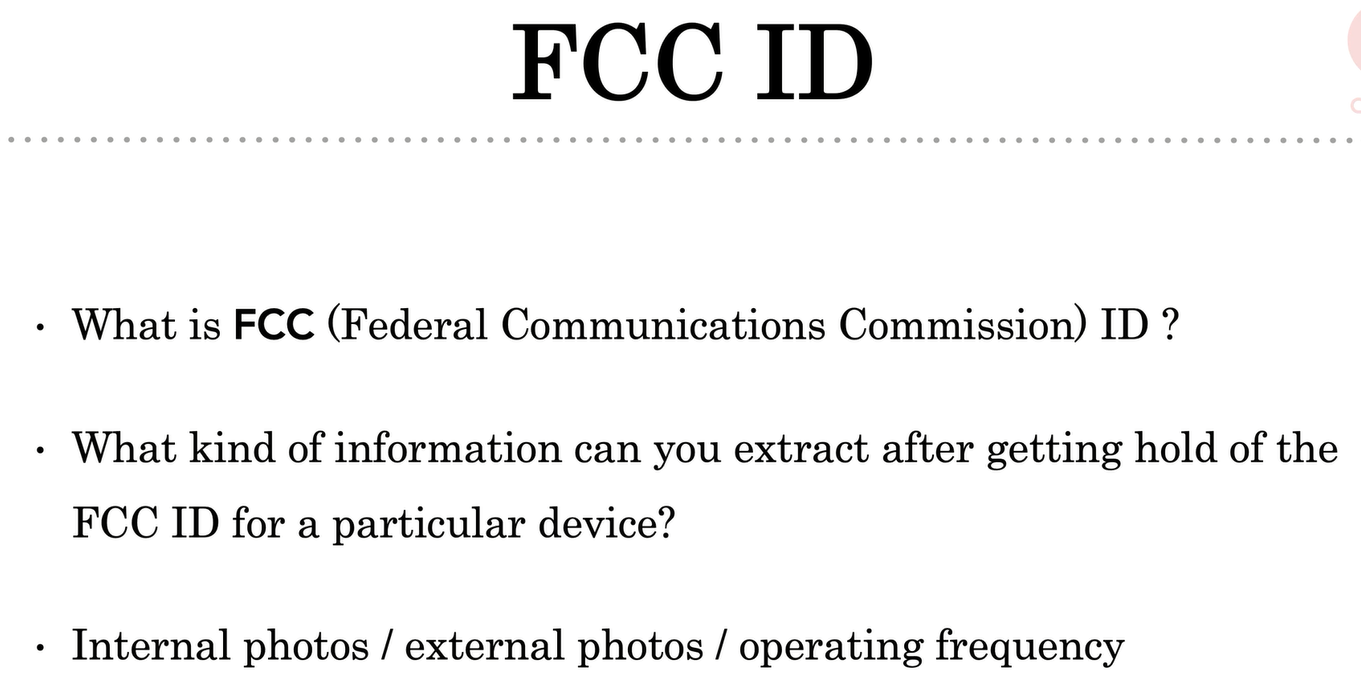 FCC ID
• What is FCC (Federal Communications Commission) ID ?
• What kind of information can you extract after getting hold of the
FCC ID for a particular device?
• Internal photos / external photos / operating frequency